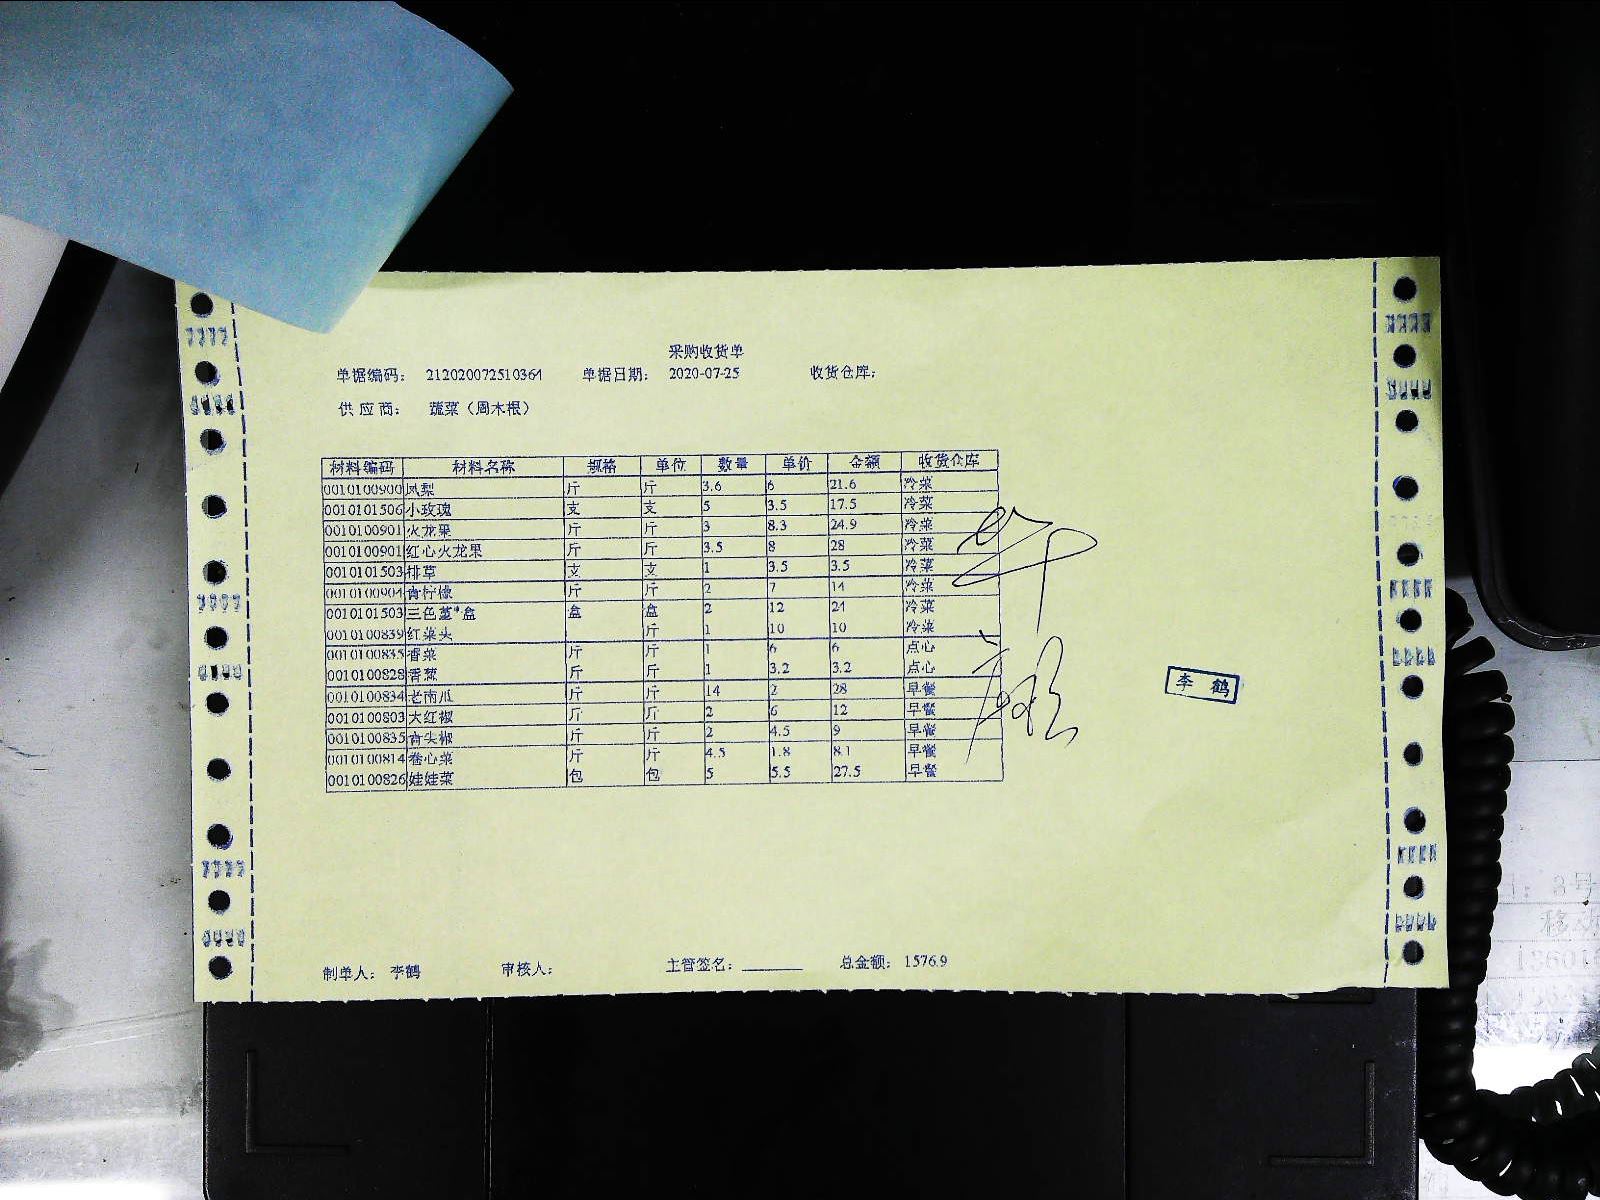 采购收货单
单据编码： 212020072510364 单据日期： 2020-07-25 收货仓库：
供应商： 蔬菜（周木根）
材料编码 材料名称 规格 单位 数量 单价 金额 收货仓库
0010100900 凤梨 斤 斤 3.6 6 21.6 冷菜
0010101506 小玫瑰 支 支 5 3.5 17.5 冷菜
0010100901 火龙果 斤 斤 3 8.3 24.9 冷菜
0010100901 红心火龙果 斤 斤 3.5 8 28 冷菜
0010101503 排草 支 支 1 3.5 3.5 冷菜
0010100904 青柠檬 斤 斤 2 7 14 冷菜
0010101503 三色堇*盒 盒 盒 2 12 24 冷菜
0010100839 红菜头 斤 1 10 10 冷菜
0010100835 香菜 斤 斤 1 6 6 点心
0010100828 香葱 斤 斤 1 3.2 3.2 点心
0010100834 老南瓜 斤 斤 14 2 28 早餐
0010100803 大红椒 斤 斤 2 6 12 早餐
0010100835 青尖椒 斤 斤 2 4.5 9 早餐
0010100814 卷心菜 斤 斤 4.5 1.8 8.1 早餐
0010100826 娃娃菜 包 包 5 5.5 27.5 早餐
李鹤
制单人： 李鹤 审核人： 主管签名：______ 总金额： 1576.9